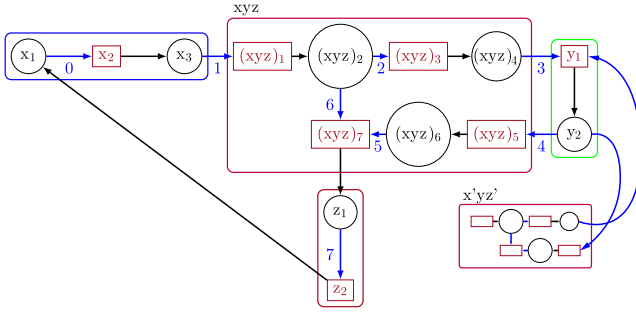 xyz
x₁ x₂ x₃ (xyz)₁ (xyz)₂ (xyz)₃ (xyz)₄ y₁
0 1 2 3
6
(xyz)₇ (xyz)₆ (xyz)₅ y₂
5 4
x'yz'
z₁
7
z₂